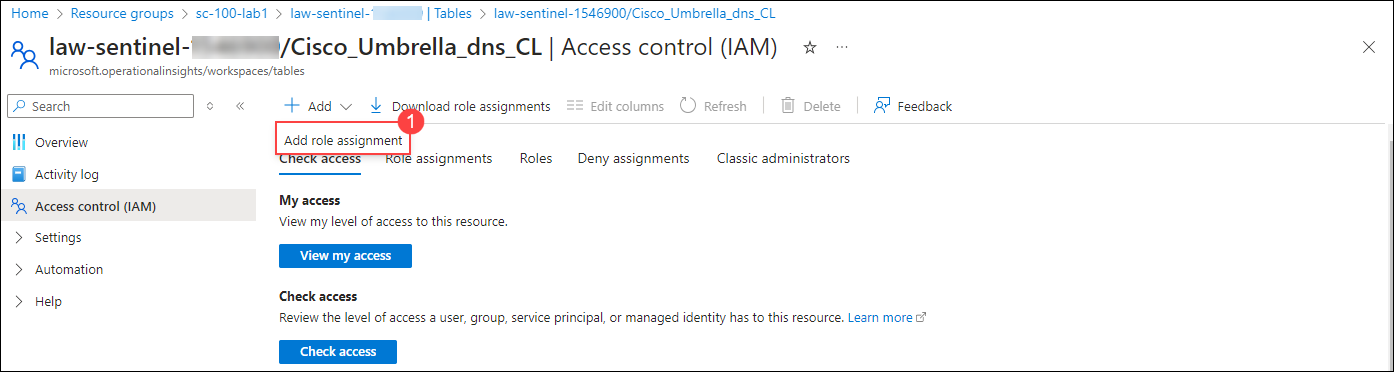 Home > Resource groups > sc-100-lab1 > law-sentinel- | Tables > law-sentinel-1546900/Cisco_Umbrella_dns_CL
law-sentinel- /Cisco_Umbrella_dns_CL | Access control (IAM)
microsoft.operationalinsights/workspaces/tables
Search
Add
Download role assignments
Edit columns
Refresh
Delete
Feedback
1
Add role assignment
Overview
Activity log
Access control (IAM)
Settings
Automation
Help
Check access
Role assignments
Roles
Deny assignments
Classic administrators
My access
View my level of access to this resource.
View my access
Check access
Review the level of access a user, group, service principal, or managed identity has to this resource. Learn more
Check access